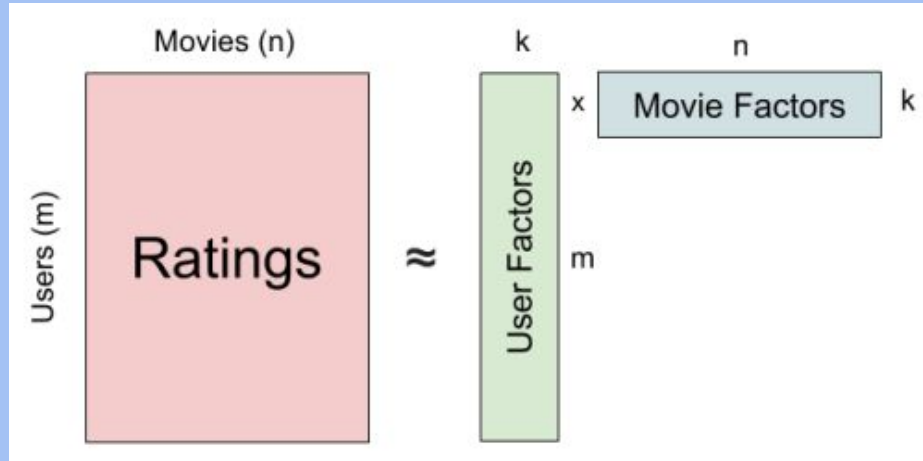 Movies (n)
Users (m)
Ratings
≈
k
User Factors
m
x
n
Movie Factors
k